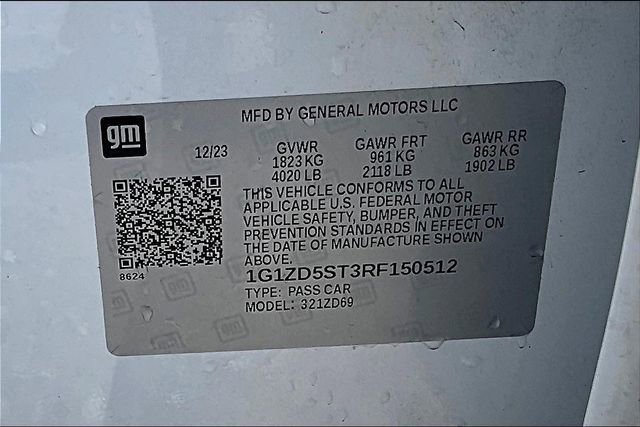 MFD BY GENERAL MOTORS LLC
gm
12/23
GVWR
1823 KG
4020 LB
GAWR FRT
961 KG
2118 LB
GAWR RR
863 KG
1902 LB
THIS VEHICLE CONFORMS TO ALL
APPLICABLE U.S. FEDERAL MOTOR
VEHICLE SAFETY, BUMPER, AND THEFT
PREVENTION STANDARDS IN EFFECT ON
THE DATE OF MANUFACTURE SHOWN
ABOVE.
8624
1G1ZD5ST3RF150512
TYPE: PASS CAR
MODEL: 321ZD69